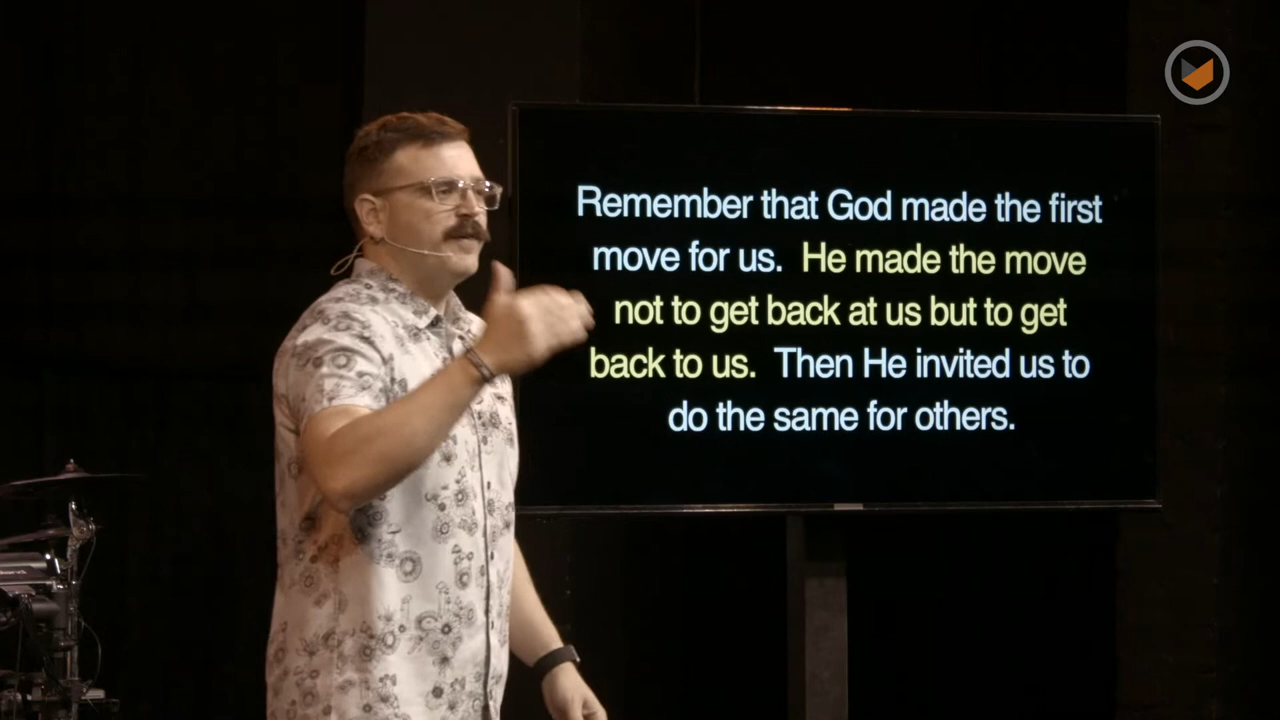 Remember that God made the first
move for us. He made the move
not to get back at us but to get
back to us. Then He invited us to
do the same for others.